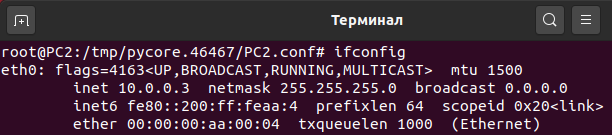 Терминал
root@PC2:/tmp/pycore.46467/PC2.conf# ifconfig
eth0: flags=4163<UP,BROADCAST,RUNNING,MULTICAST>  mtu 1500
        inet 10.0.0.3  netmask 255.255.255.0  broadcast 0.0.0.0
        inet6 fe80::200:ff:feaa:4  prefixlen 64  scopeid 0x20<link>
        ether 00:00:00:aa:00:04  txqueuelen 1000  (Ethernet)